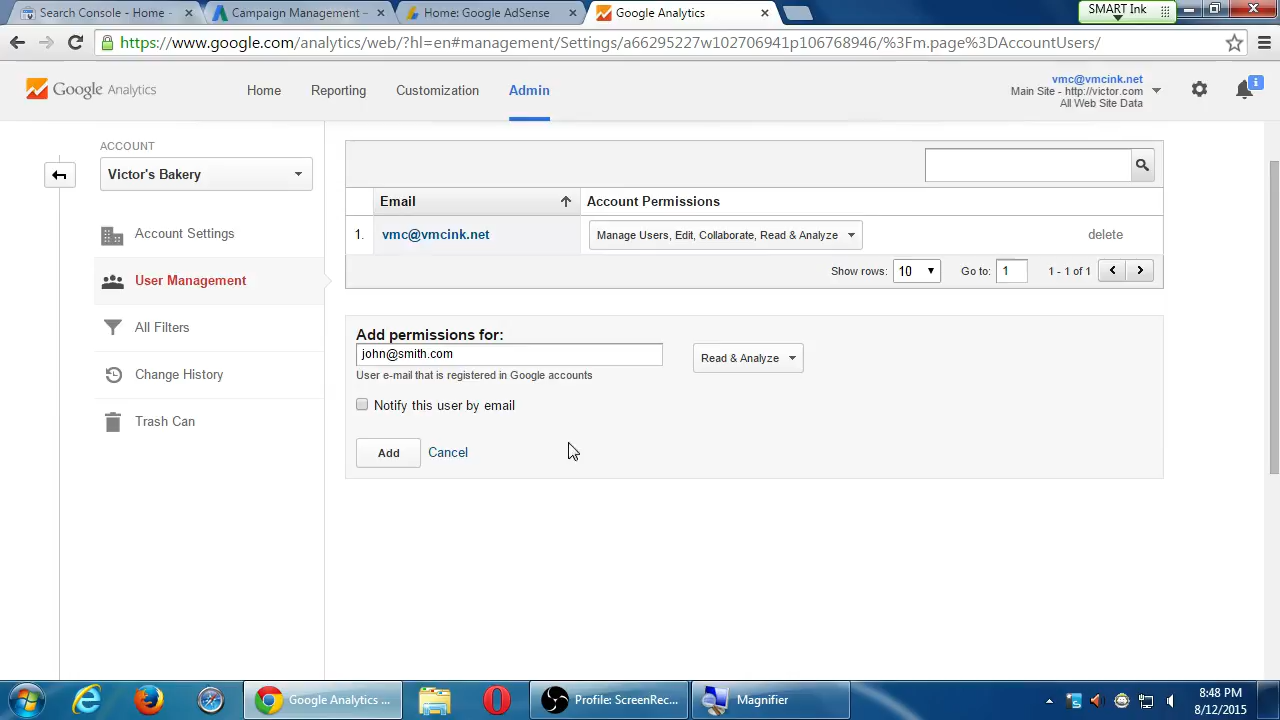 Search Console - Home -
Campaign Management -
Home: Google AdSense
Google Analytics
SMART Ink
https://www.google.com/analytics/web/?hl=en#management/Settings/a66295227w102706941p106768946/%3Fm.page%3DAccountUsers/
Google Analytics
Home
Reporting
Customization
Admin
vmc@vmcink.net
Main Site - http://victor.com
All Web Site Data
i
ACCOUNT
Victor's Bakery
Account Settings
User Management
All Filters
Change History
Trash Can
Email
Account Permissions
1. vmc@vmcink.net
Manage Users, Edit, Collaborate, Read & Analyze
delete
Show rows: 10
Go to: 1
1 - 1 of 1
Add permissions for:
john@smith.com
Read & Analyze
User e-mail that is registered in Google accounts
Notify this user by email
Add
Cancel
Google Analytics ...
Profile: ScreenRec...
Magnifier
8:48 PM
8/12/2015